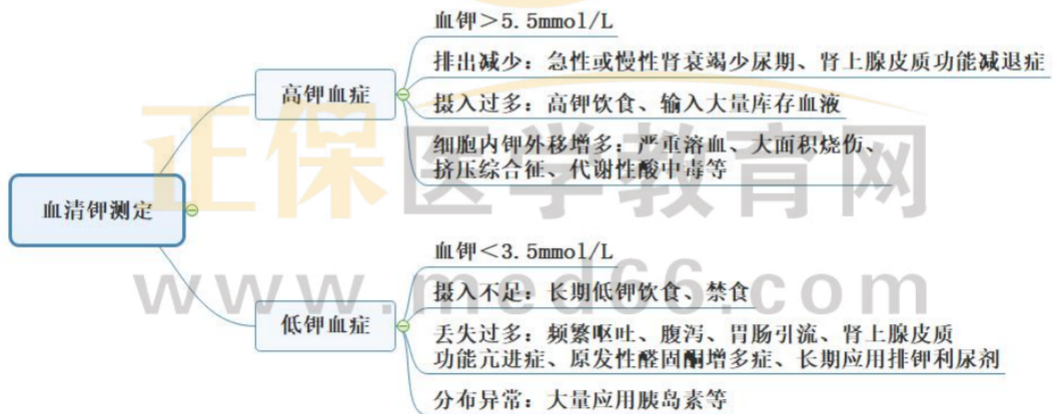 血钾＞5.5mmol/L
排出减少：急性或慢性肾衰竭少尿期、肾上腺皮质功能减退症
高钾血症
摄入过多：高钾饮食、输入大量库存血液
细胞内钾外移增多：严重溶血、大面积烧伤、
挤压综合征、代谢性酸中毒等
正保医学教育网
血清钾测定
血钾＜3.5mmol/L
www.med66.com
摄入不足：长期低钾饮食、禁食
低钾血症
丢失过多：频繁呕吐、腹泻、胃肠引流、肾上腺皮质
功能亢进症、原发性醛固酮增多症、长期应用排钾利尿剂
分布异常：大量应用胰岛素等